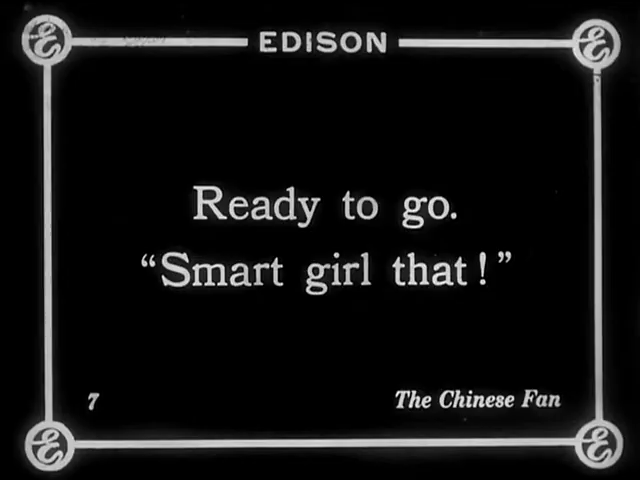 EDISON
Ready to go.
“Smart girl that!”
7
The Chinese Fan